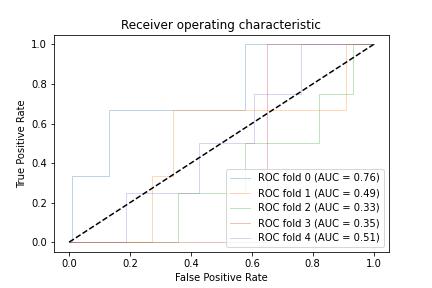 Receiver operating characteristic
True Positive Rate
1.0
0.8
0.6
0.4
0.2
0.0
ROC fold 0 (AUC = 0.76)
ROC fold 1 (AUC = 0.49)
ROC fold 2 (AUC = 0.33)
ROC fold 3 (AUC = 0.35)
ROC fold 4 (AUC = 0.51)
0.0 0.2 0.4 0.6 0.8 1.0
False Positive Rate